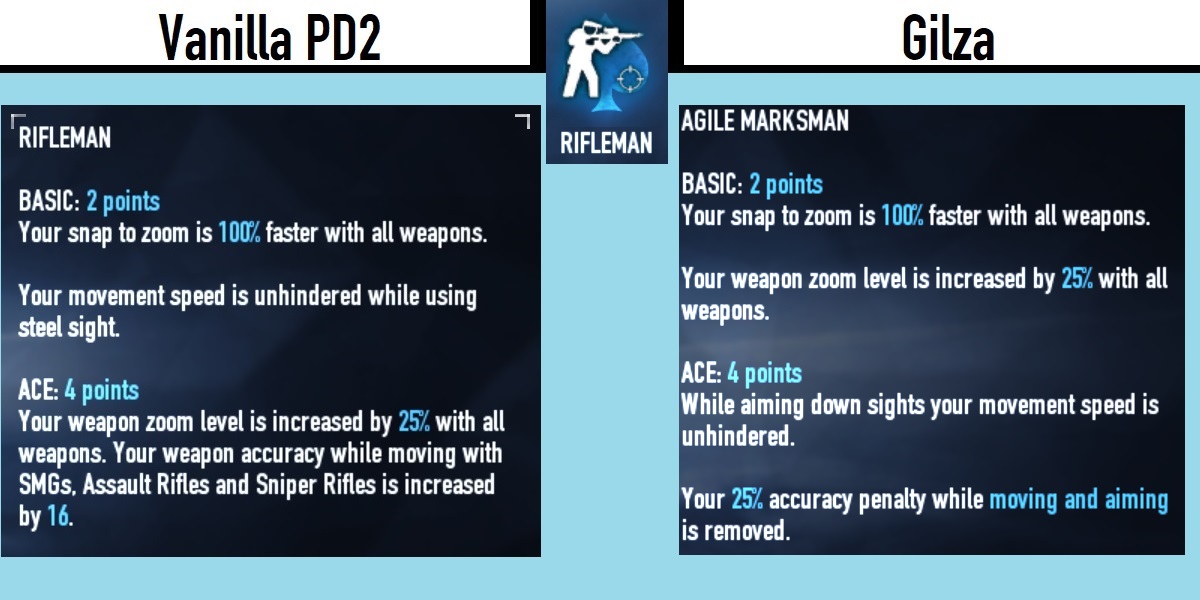 Vanilla PD2
RIFLEMAN
BASIC: 2 points
Your snap to zoom is 100% faster with all weapons.
Your movement speed is unhindered while using
steel sight.
ACE: 4 points
Your weapon zoom level is increased by 25% with all
weapons. Your weapon accuracy while moving with
SMGs, Assault Rifles and Sniper Rifles is increased
by 16.
RIFLEMAN
Gilza
AGILE MARKSMAN
BASIC: 2 points
Your snap to zoom is 100% faster with all weapons.
Your weapon zoom level is increased by 25% with all
weapons.
ACE: 4 points
While aiming down sights your movement speed is
unhindered.
Your 25% accuracy penalty while moving and aiming
is removed.